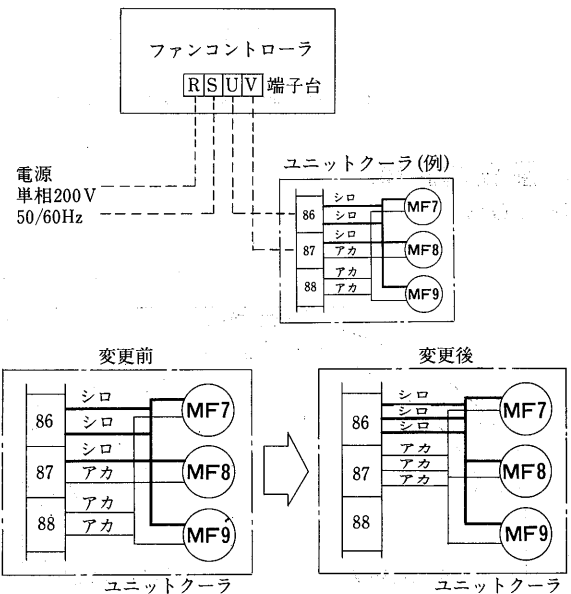 ファンコントローラ
R S U V 端子台
電源
単相200V
50/60Hz
ユニットクーラ(例)
86
87
88
シロ
シロ
シロ
アカ
アカ
アカ
MF7
MF8
MF9
変更前
86
87
88
シロ
シロ
シロ
アカ
アカ
アカ
MF7
MF8
MF9
ユニットクーラ
変更後
86
87
88
シロ
シロ
シロ
アカ
アカ
アカ
MF7
MF8
MF9
ユニットクーラ